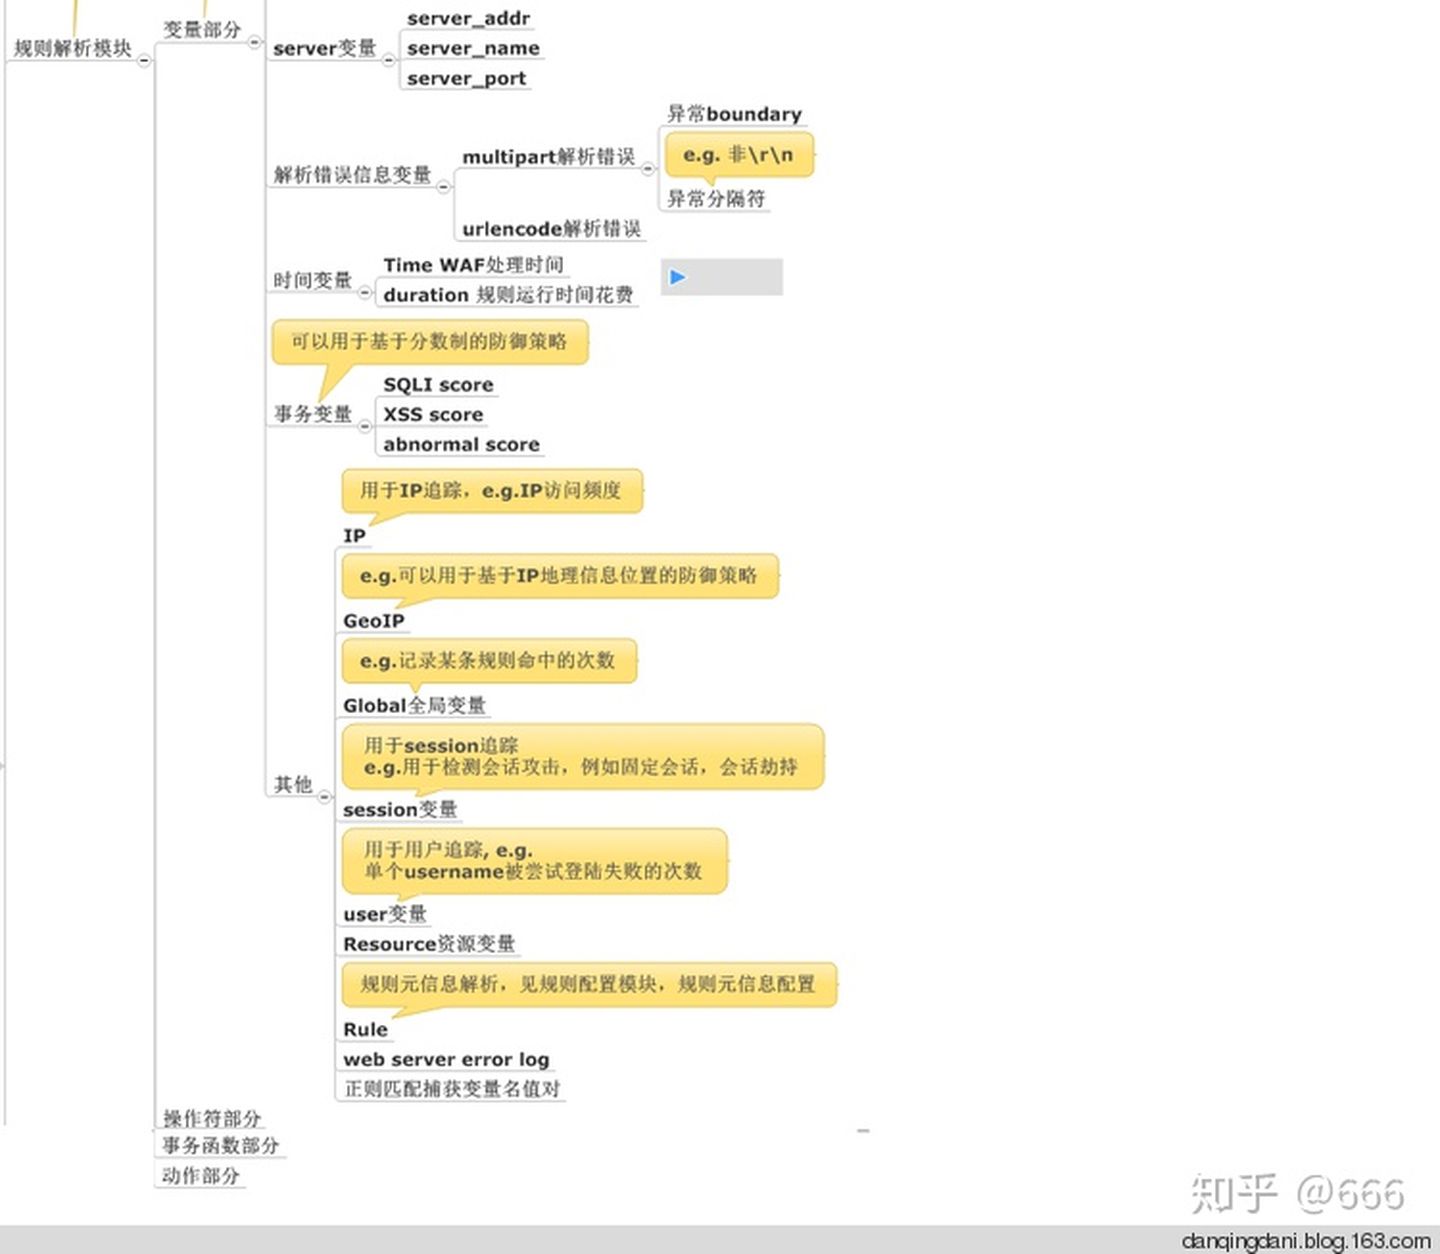 规则解析模块
变量部分
server变量
server_addr
server_name
server_port
解析错误信息变量
multipart解析错误
异常boundary
e.g. 非\r\n
异常分隔符
urlencode解析错误
时间变量
Time WAF处理时间
duration 规则运行时间花费
可以用于基于分数制的防御策略
事务变量
SQLI score
XSS score
abnormal score
其他
用于IP追踪，e.g.IP访问频度
IP
e.g.可以用于基于IP地理信息位置的防御策略
GeoIP
e.g.记录某条规则命中的次数
Global全局变量
用于session追踪
e.g.用于检测会话攻击，例如固定会话，会话劫持
session变量
用于用户追踪, e.g.
单个username被尝试登陆失败的次数
user变量
Resource资源变量
规则元信息解析，见规则配置模块，规则元信息配置
Rule
web server error log
正则匹配捕获变量名值对
操作符部分
事务函数部分
动作部分
知乎 @666
danqingdani.blog.163.com